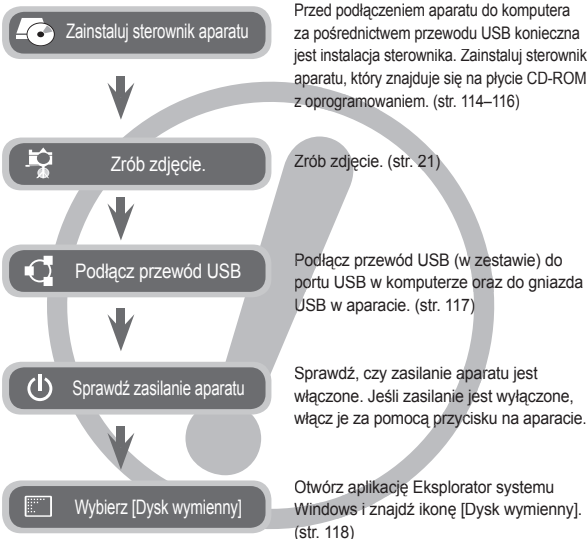 Zainstaluj sterownik aparatu
Przed podłączeniem aparatu do komputera
za pośrednictwem przewodu USB konieczna
jest instalacja sterownika. Zainstaluj sterownik
aparatu, który znajduje się na płycie CD-ROM
z oprogramowaniem. (str. 114–116)
Zrób zdjęcie.
Zrób zdjęcie. (str. 21)
Podłącz przewód USB
Podłącz przewód USB (w zestawie) do
portu USB w komputerze oraz do gniazda
USB w aparacie. (str. 117)
Sprawdź zasilanie aparatu
Sprawdź, czy zasilanie aparatu jest
włączone. Jeśli zasilanie jest wyłączone,
włącz je za pomocą przycisku na aparacie.
Wybierz [Dysk wymienny]
Otwórz aplikację Eksplorator systemu
Windows i znajdź ikonę [Dysk wymienny].
(str. 118)